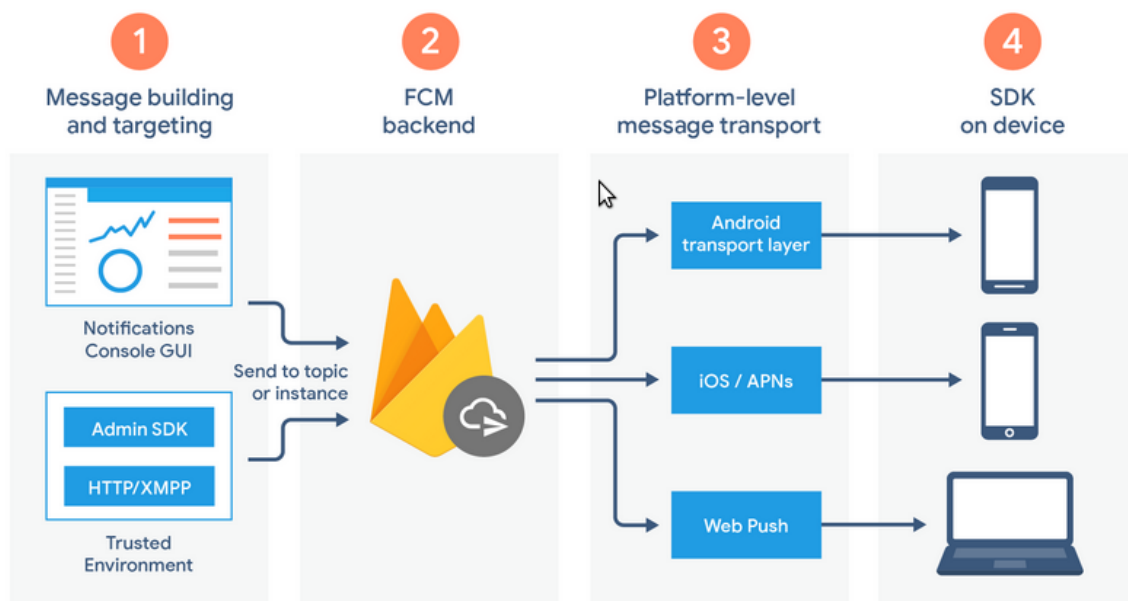 1
Message building
and targeting
2
FCM
backend
3
Platform-level
message transport
4
SDK
on device
Notifications
Console GUI
Send to topic
or instance
Admin SDK
HTTP/XMPP
Trusted
Environment
Android
transport layer
iOS / APNs
Web Push